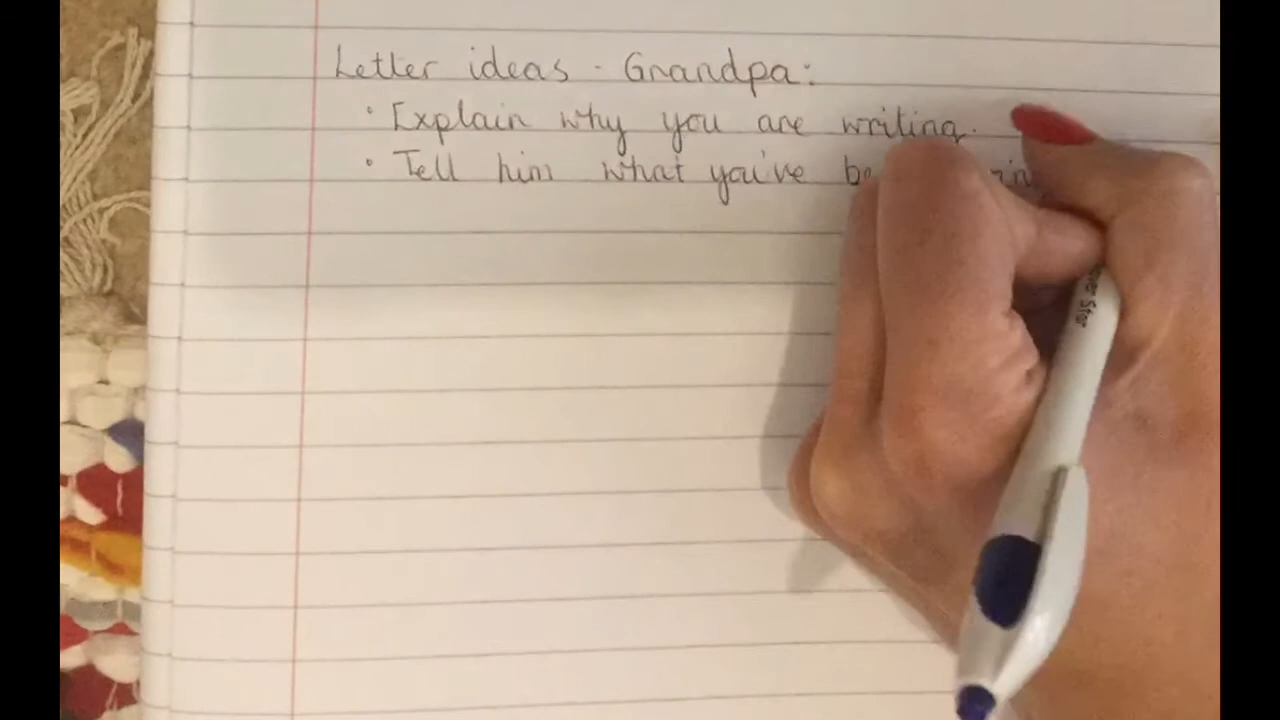 Letter ideas - Grandpa:
• Explain why you are writing.
• Tell him what you've